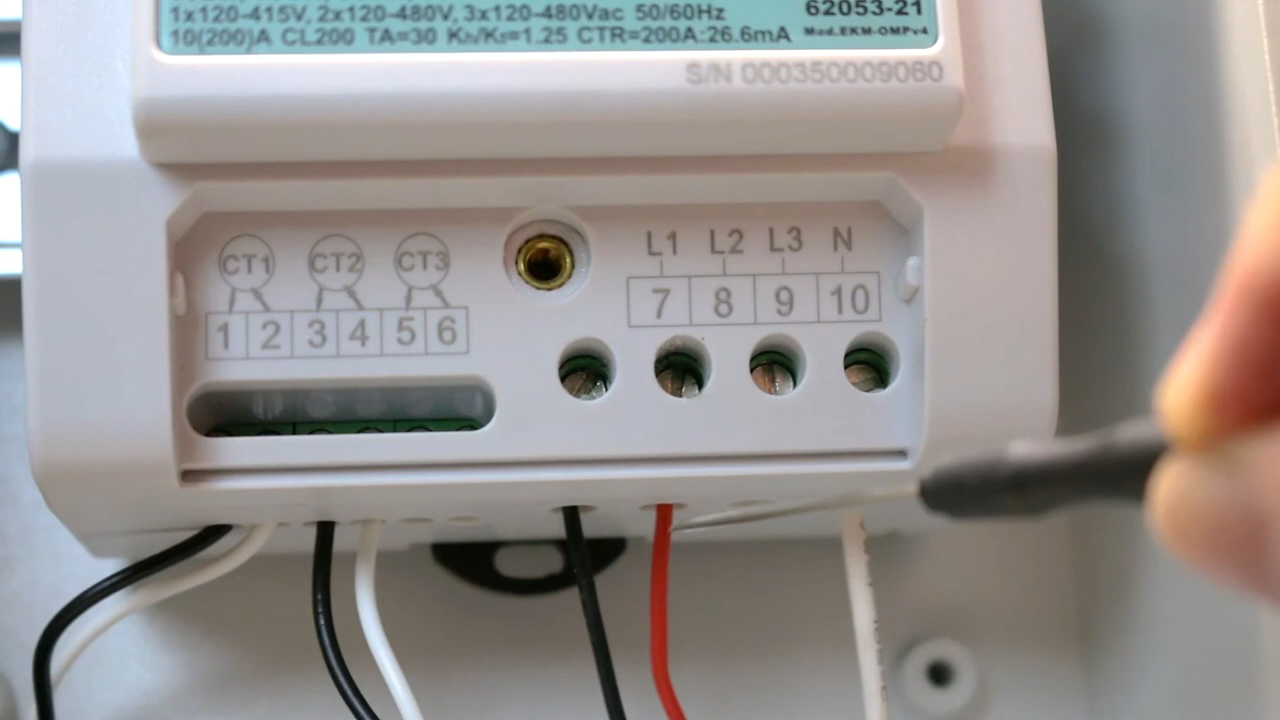 1x120-415V, 2x120-480V, 3x120-480Vac 50/60Hz
62053-21
10(200)A CL200 TA=30 Kh/Kt=1.25 CTR=200A:26.6mA
Mod.EKM-OMPv4
S/N 000350009060
CT1 CT2 CT3
1 2 3 4 5 6
L1 L2 L3 N
7 8 9 10